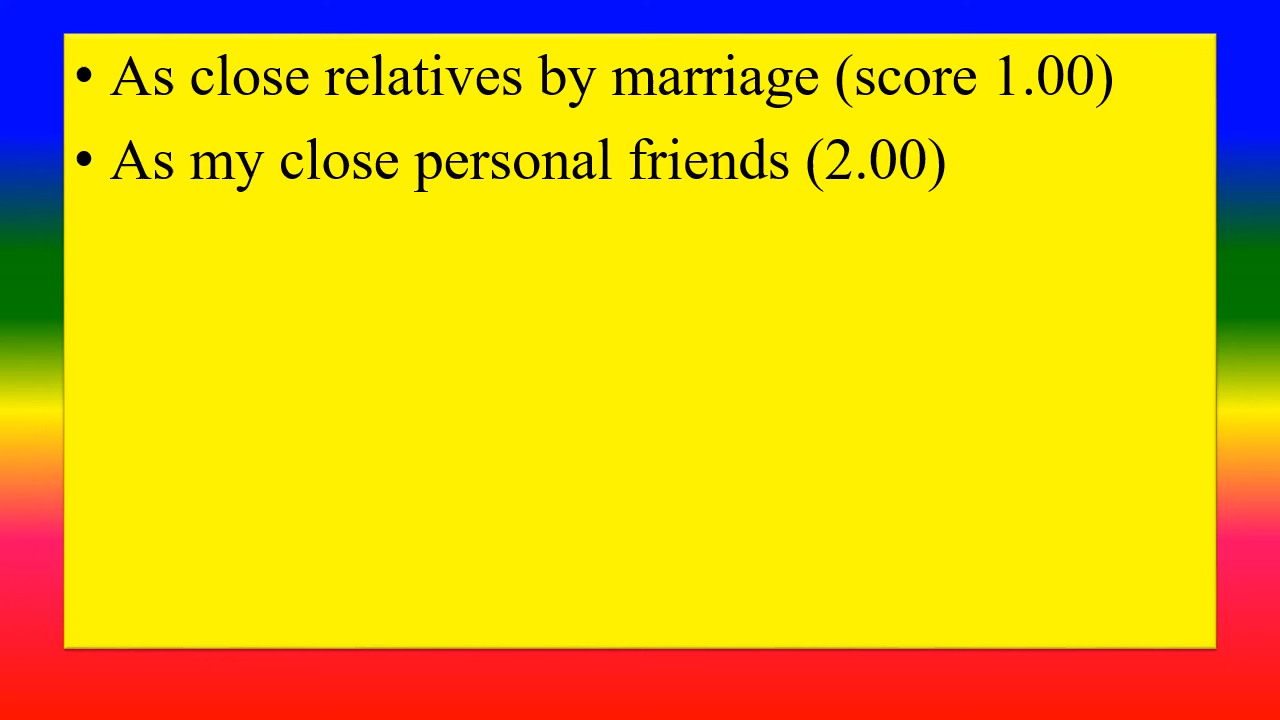 • As close relatives by marriage (score 1.00)
• As my close personal friends (2.00)